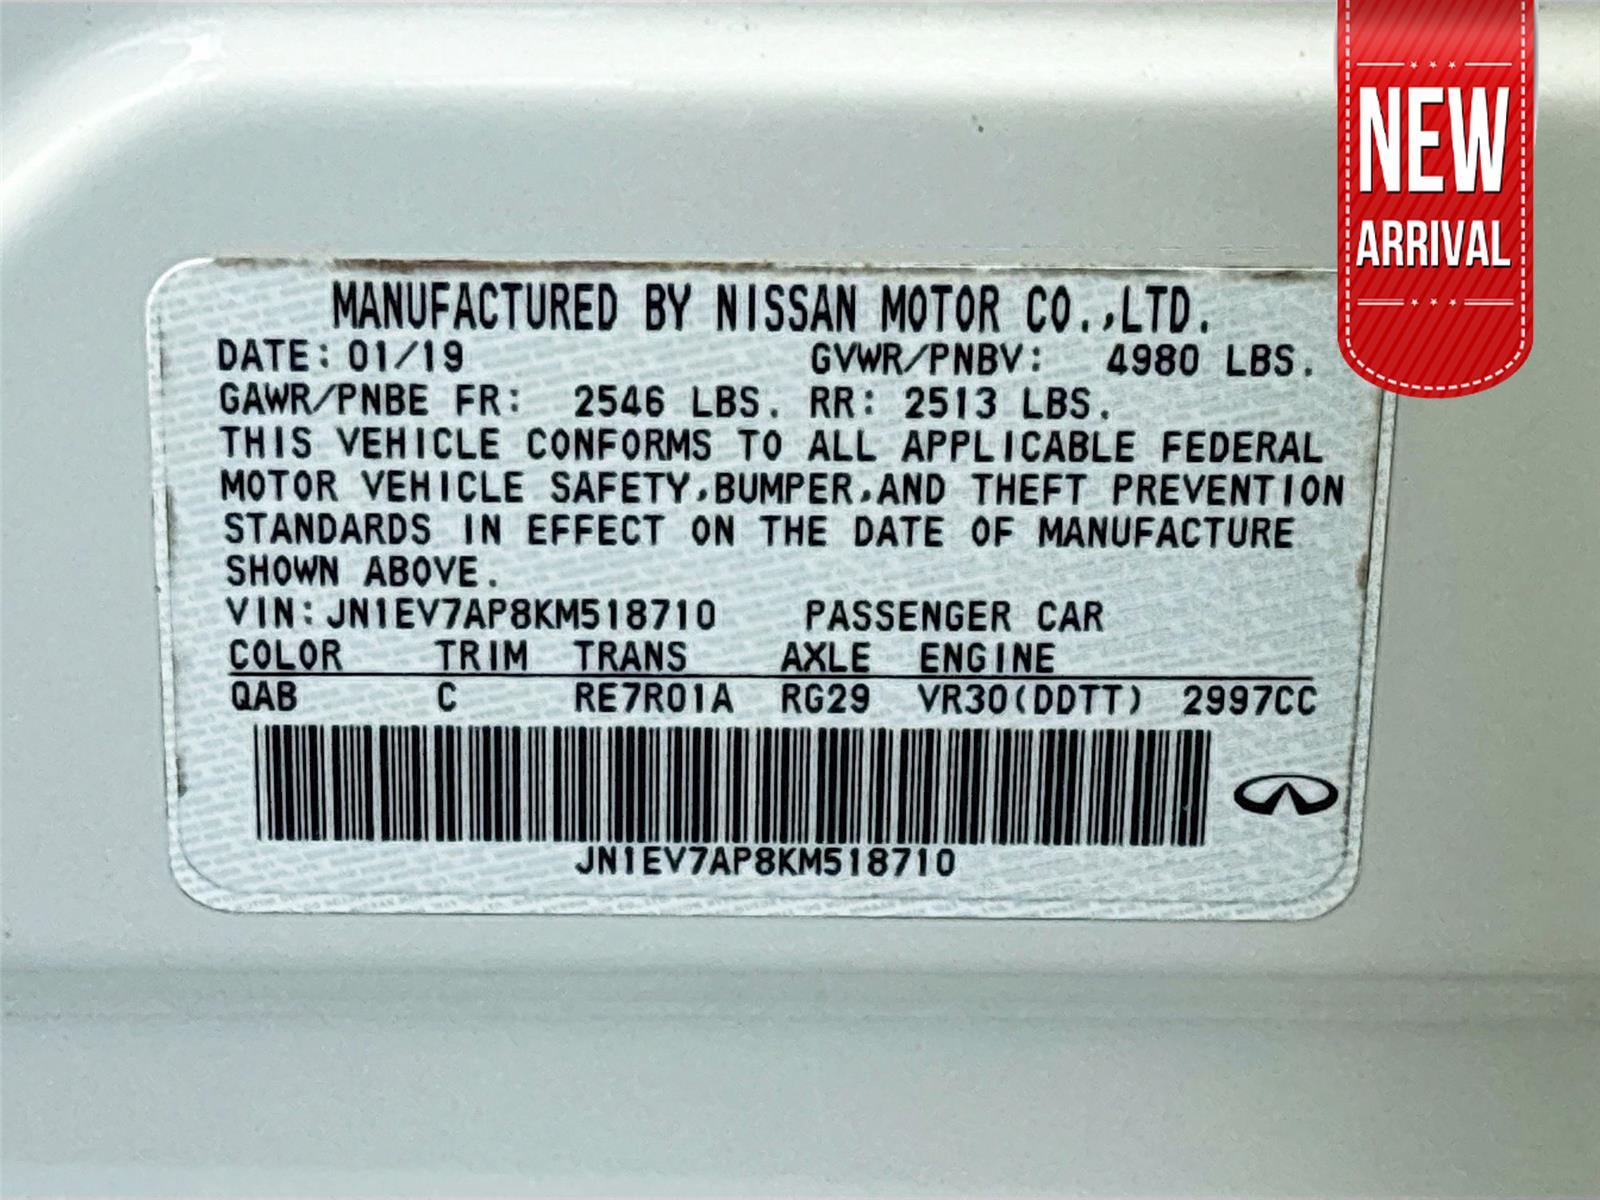 NEW
ARRIVAL
MANUFACTURED BY NISSAN MOTOR CO.,LTD.
DATE: 01/19 GVWR/PNBV: 4980 LBS.
GAWR/PNBE FR: 2546 LBS. RR: 2513 LBS.
THIS VEHICLE CONFORMS TO ALL APPLICABLE FEDERAL
MOTOR VEHICLE SAFETY,BUMPER,AND THEFT PREVENTION
STANDARDS IN EFFECT ON THE DATE OF MANUFACTURE
SHOWN ABOVE.
VIN:JN1EV7AP8KM518710 PASSENGER CAR
COLOR TRIM TRANS AXLE ENGINE
QAB C RE7R01A RG29 VR30(DDTT) 2997CC
JN1EV7AP8KM518710